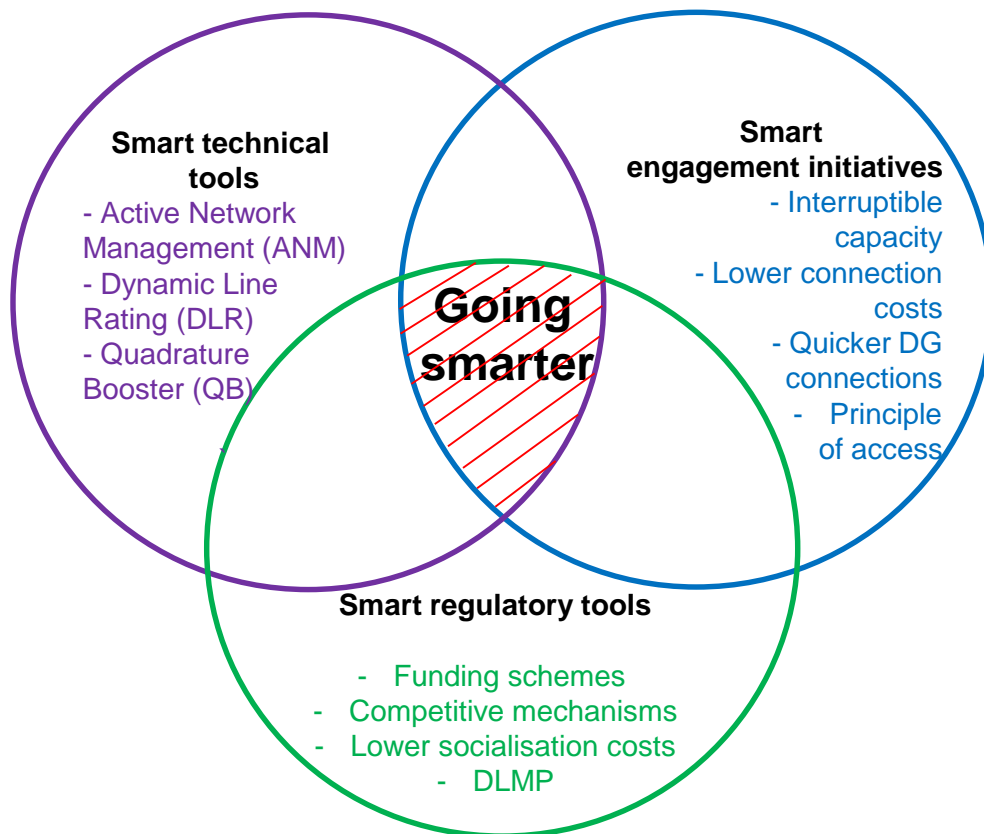 Smart technical
tools
- Active Network
Management (ANM)
- Dynamic Line
Rating (DLR)
- Quadrature
Booster (QB)
Smart
engagement initiatives
- Interruptible
capacity
- Lower connection
costs
- Quicker DG
connections
- Principle
of access
Going
smarter
Smart regulatory tools
- Funding schemes
- Competitive mechanisms
- Lower socialisation costs
- DLMP